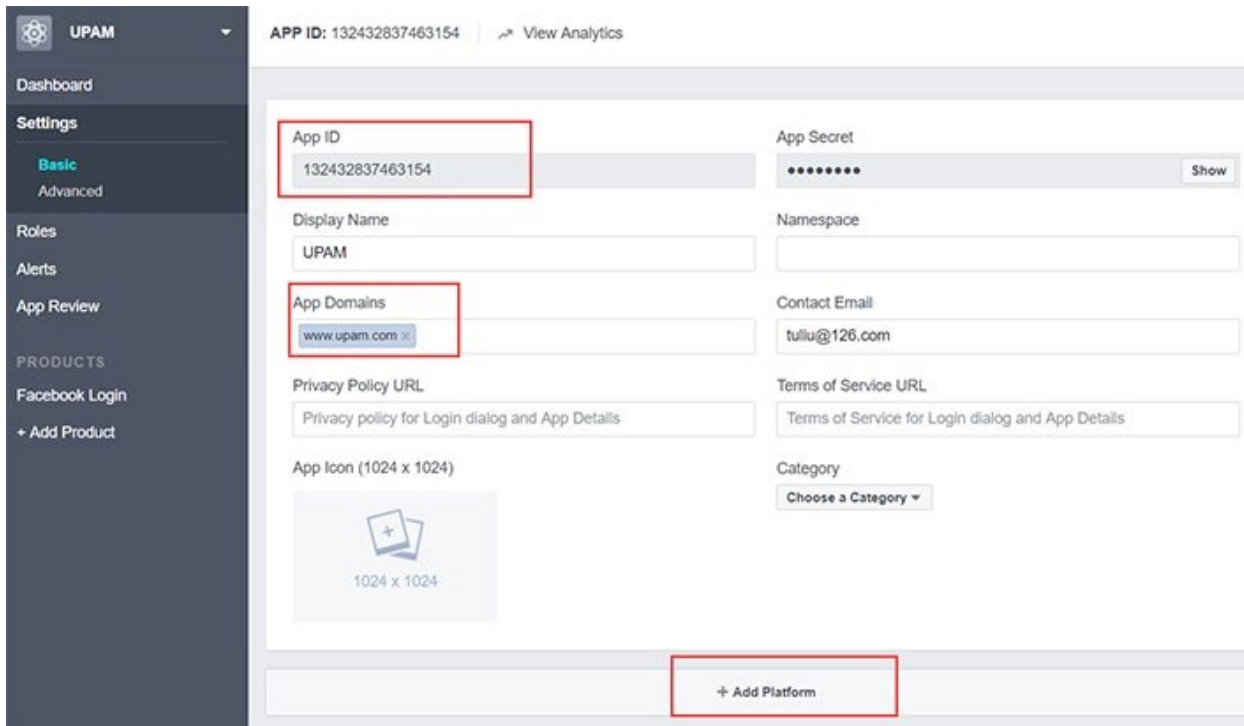 UPAM
APP ID: 132432837463154
View Analytics
Dashboard
Settings
Basic
Advanced
Roles
Alerts
App Review
PRODUCTS
Facebook Login
+ Add Product
App ID
132432837463154
App Secret
••••••••
Show
Display Name
UPAM
Namespace
App Domains
www.upam.com ×
Contact Email
tuliu@126.com
Privacy Policy URL
Privacy policy for Login dialog and App Details
Terms of Service URL
Terms of Service for Login dialog and App Details
App Icon (1024 x 1024)
1024 x 1024
Category
Choose a Category
+ Add Platform